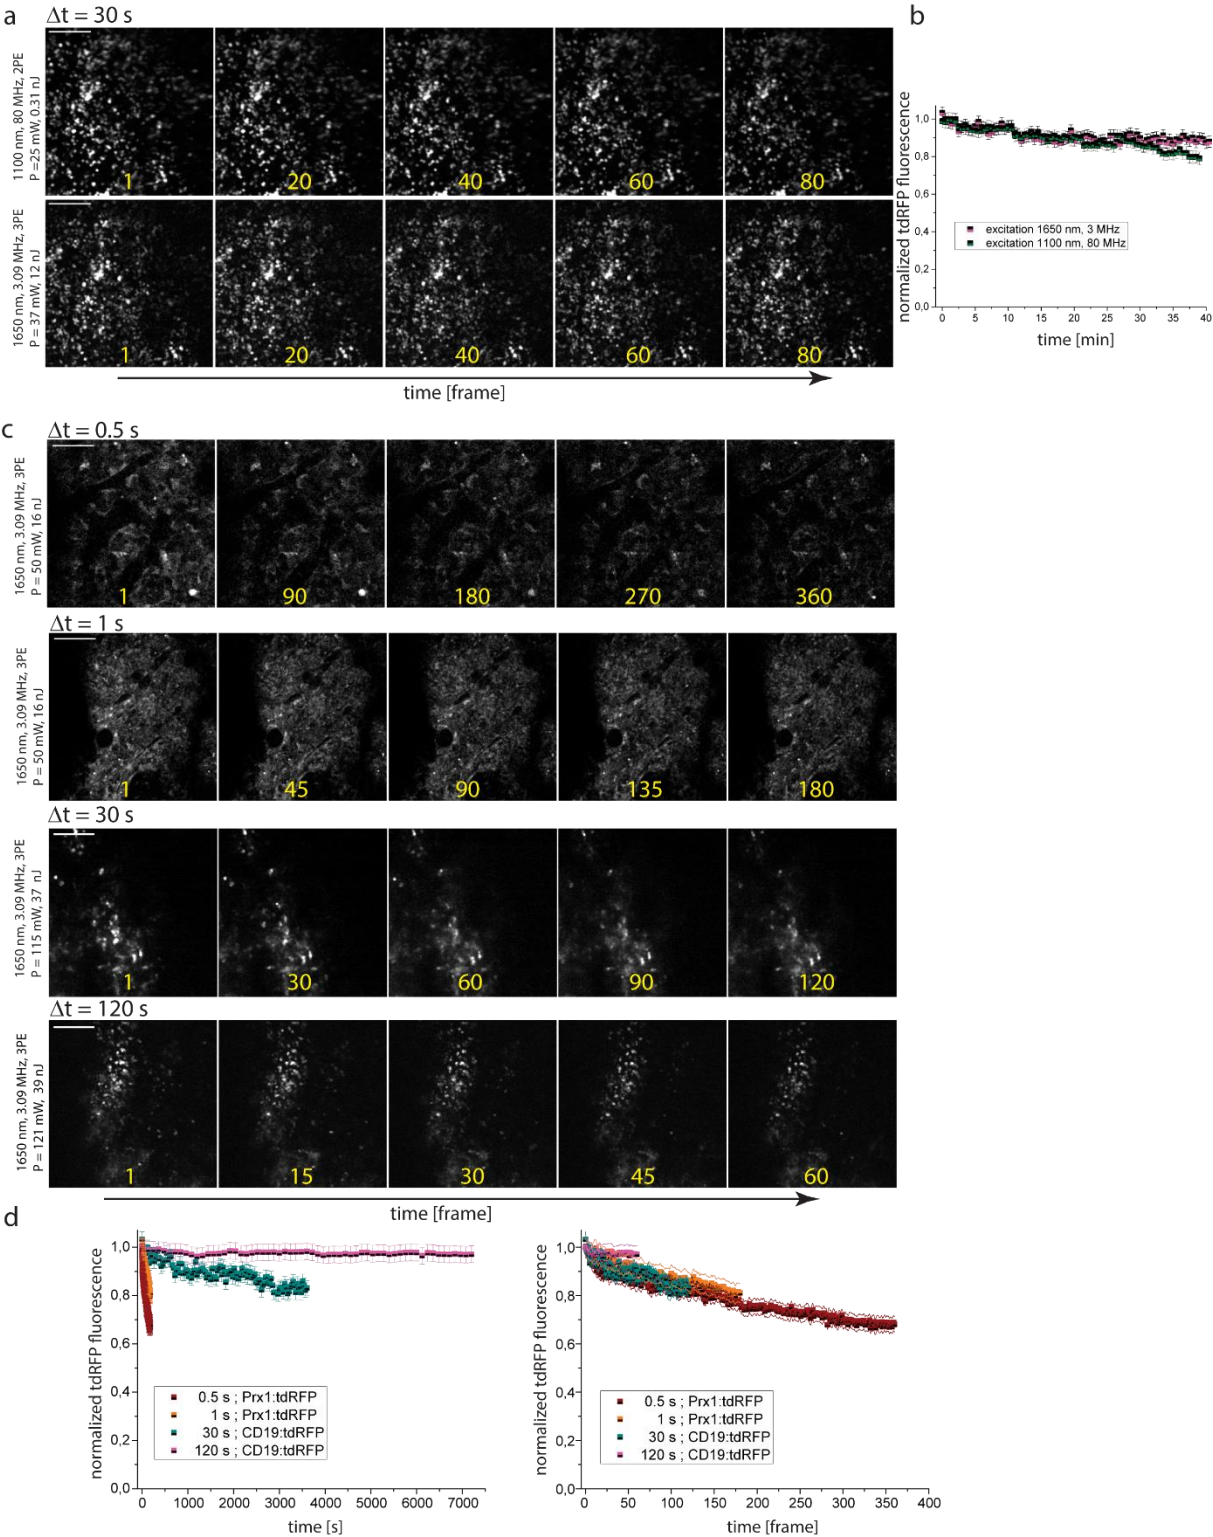 a
Δt = 30 s
1100 nm, 80 MHz, 2PE
P =25 mW, 0.31 nJ
1
20
40
60
80
1650 nm, 3.09 MHz, 3PE
P = 37 mW, 12 nJ
1
20
40
60
80
time [frame]
b
normalized tdRFP fluorescence
1,0
0,8
0,6
0,4
0,2
0,0
excitation 1650 nm, 3 MHz
excitation 1100 nm, 80 MHz
0 5 10 15 20 25 30 35 40
time [min]
c
Δt = 0.5 s
1650 nm, 3.09 MHz, 3PE
P = 50 mW, 16 nJ
1
90
180
270
360
Δt = 1 s
1650 nm, 3.09 MHz, 3PE
P = 50 mW, 16 nJ
1
45
90
135
180
Δt = 30 s
1650 nm, 3.09 MHz, 3PE
P = 115 mW, 37 nJ
1
30
60
90
120
Δt = 120 s
1650 nm, 3.09 MHz, 3PE
P = 121 mW, 39 nJ
1
15
30
45
60
time [frame]
d
normalized tdRFP fluorescence
1,0
0,8
0,6
0,4
0,2
0,0
0.5 s ; Prx1:tdRFP
1 s ; Prx1:tdRFP
30 s ; CD19:tdRFP
120 s ; CD19:tdRFP
0 1000 2000 3000 4000 5000 6000 7000
time [s]
normalized tdRFP fluorescence
1,0
0,8
0,6
0,4
0,2
0,0
0.5 s ; Prx1:tdRFP
1 s ; Prx1:tdRFP
30 s ; CD19:tdRFP
120 s ; CD19:tdRFP
0 50 100 150 200 250 300 350 400
time [frame]